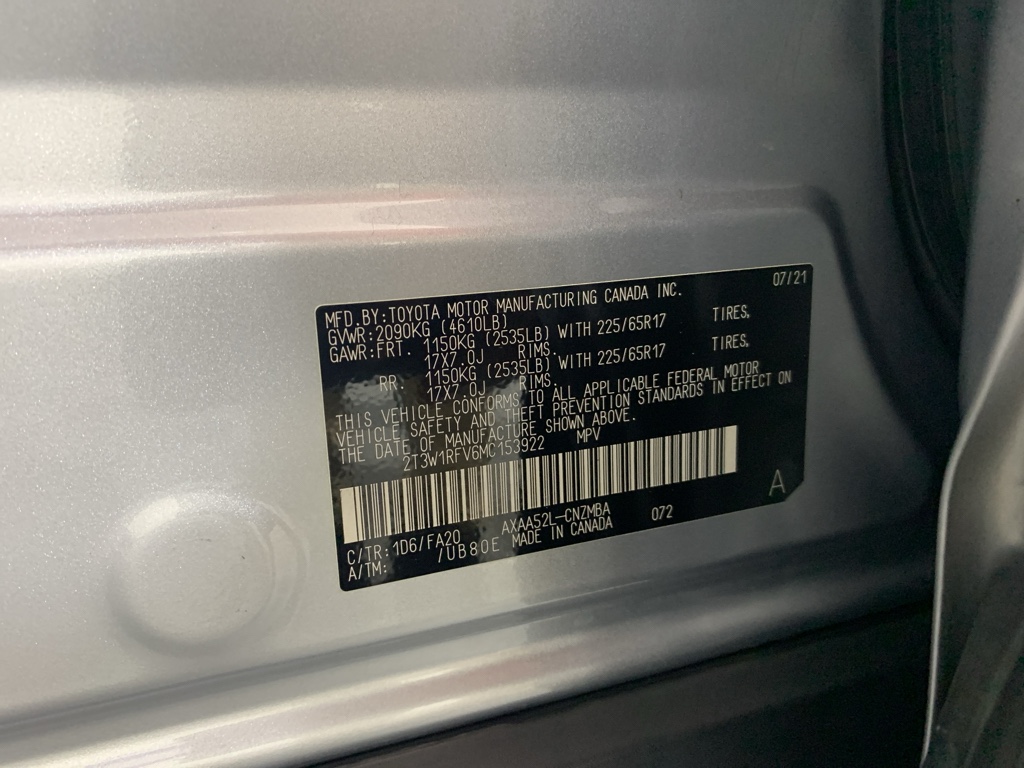 07/21
MFD.BY:TOYOTA MOTOR MANUFACTURING CANADA INC.
GVWR:2090KG (4610LB)
GAWR:FRT. 1150KG (2535LB) WITH 225/65R17 TIRES,
17X7.0J RIMS.
RR. 1150KG (2535LB) WITH 225/65R17 TIRES,
17X7.0J RIMS.
THIS VEHICLE CONFORMS TO ALL APPLICABLE FEDERAL MOTOR
VEHICLE SAFETY AND THEFT PREVENTION STANDARDS IN EFFECT ON
THE DATE OF MANUFACTURE SHOWN ABOVE.
2T3W1RFV6MC153922 MPV
A
C/TR:1D6/FA20 AXAA52L-CNZMBA 072
A/TM: /UB80E MADE IN CANADA